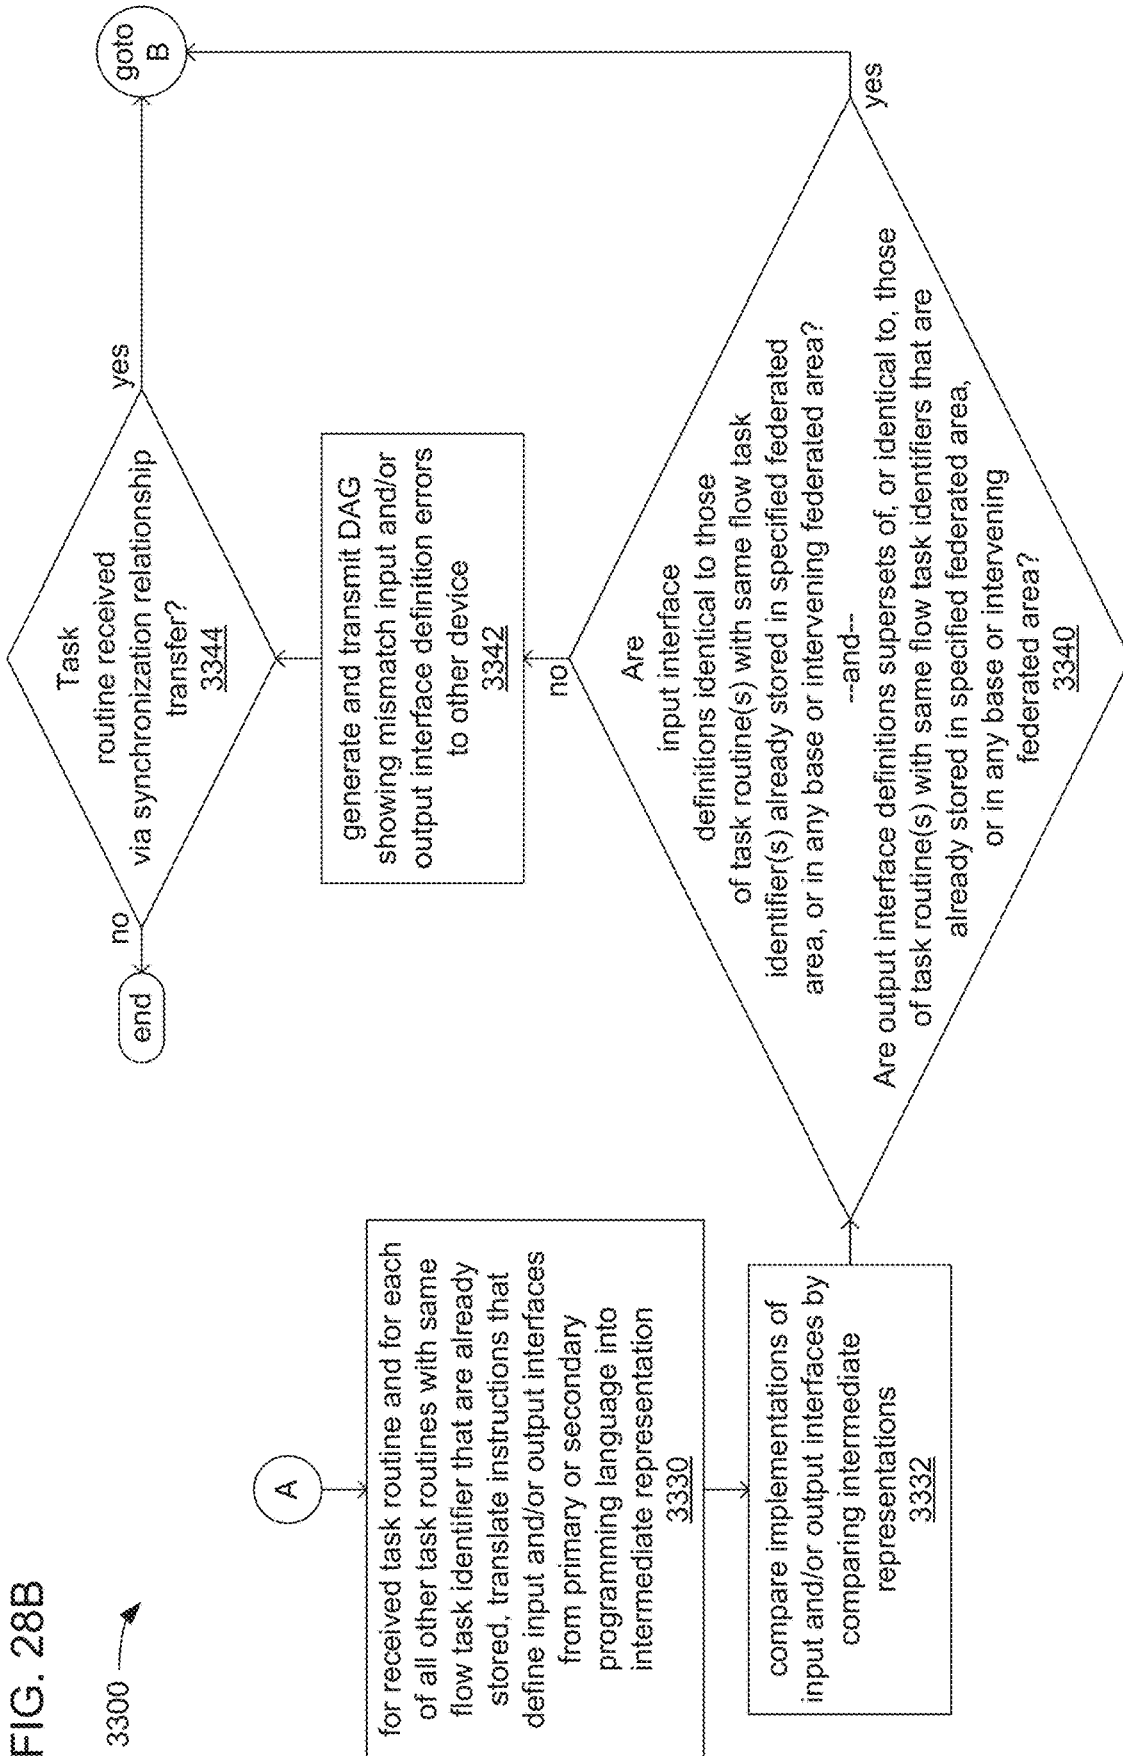 FIG. 28B
3300
A
for received task routine and for each
of all other task routines with same
flow task identifier that are already
stored, translate instructions that
define input and/or output interfaces
from primary or secondary
programming language into
intermediate representation
3330
compare implementations of
input and/or output interfaces by
comparing intermediate
representations
3332
Are
input interface
definitions identical to those
of task routine(s) with same flow task
identifier(s) already stored in specified federated
area, or in any base or intervening federated area?
--and--
Are output interface definitions supersets of, or identical to, those
of task routine(s) with same flow task identifiers that are
already stored in specified federated area,
or in any base or intervening
federated area?
3340
no
yes
generate and transmit DAG
showing mismatch input and/or
output interface definition errors
to other device
3342
Task
routine received
via synchronization relationship
transfer?
3344
no
yes
end
goto
B